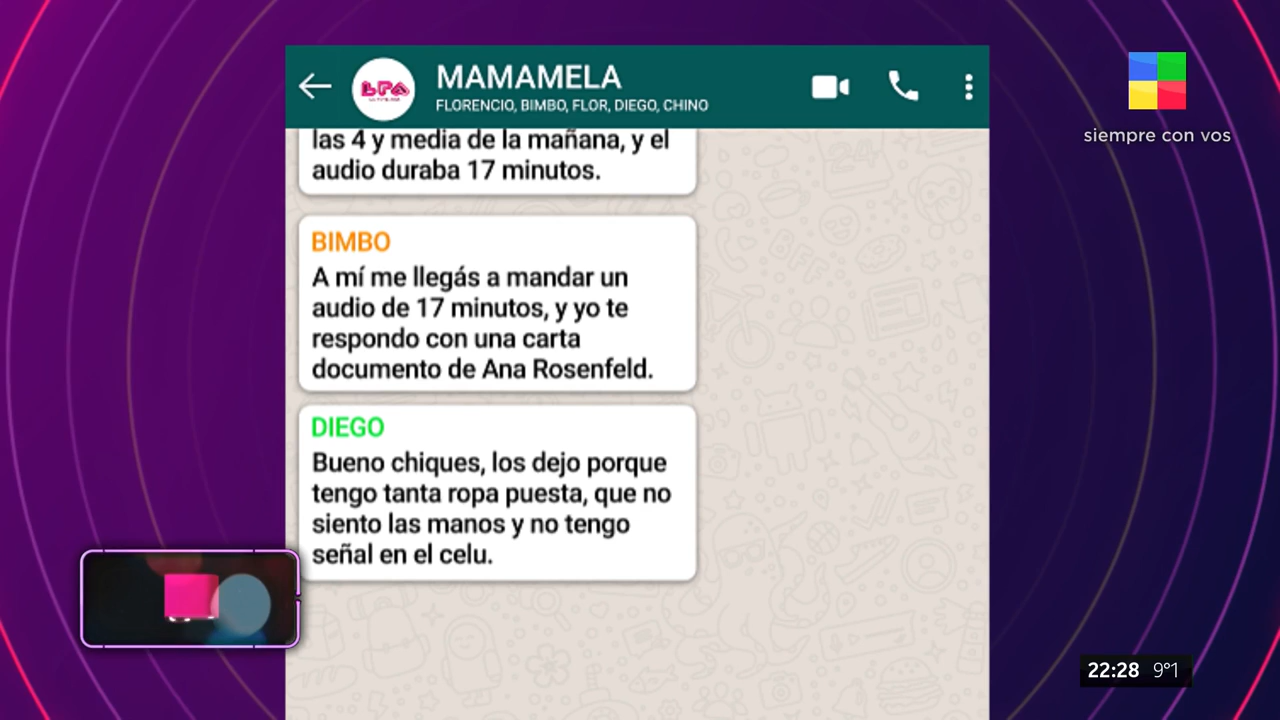 MAMAMELA
FLORENCIO, BIMBO, FLOR, DIEGO, CHINO
siempre con vos
las 4 y media de la mañana, y el
audio duraba 17 minutos.
BIMBO
A mí me llegás a mandar un
audio de 17 minutos, y yo te
respondo con una carta
documento de Ana Rosenfeld.
DIEGO
Bueno chiques, los dejo porque
tengo tanta ropa puesta, que no
siento las manos y no tengo
señal en el celu.
22:28 9°1